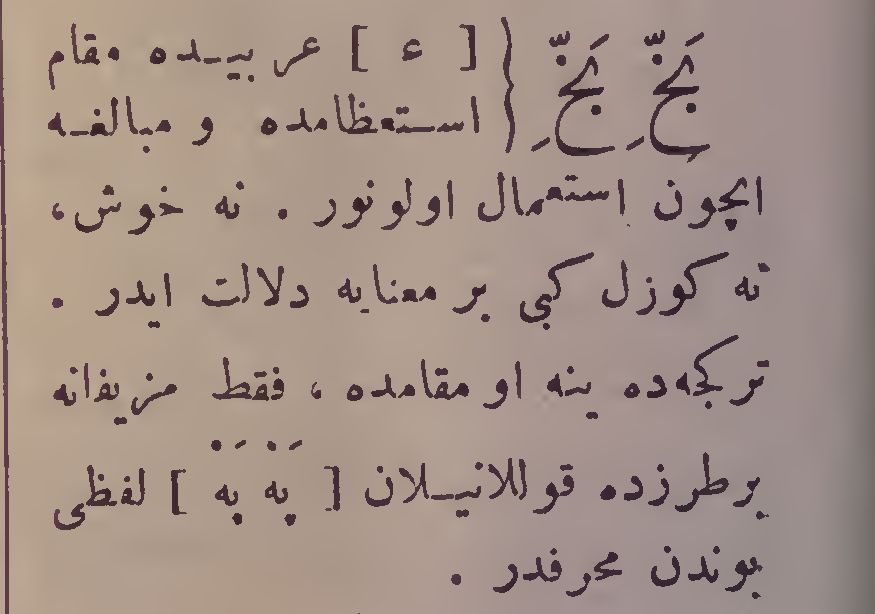 بَخٍّ بَخٍّ { [ ء ] عربیده مقام
استعظامده و مبالغه
ایچون استعمال اولونور . نه خوش،
نه کوزل کبی بر معنایه دلالت ایدر .
ترکجه‌ده ینه او مقامده ، فقط مزیفانه
برطرزده قوللانیلان [ پَه پَه ] لفظی
بوندن محرفدر .